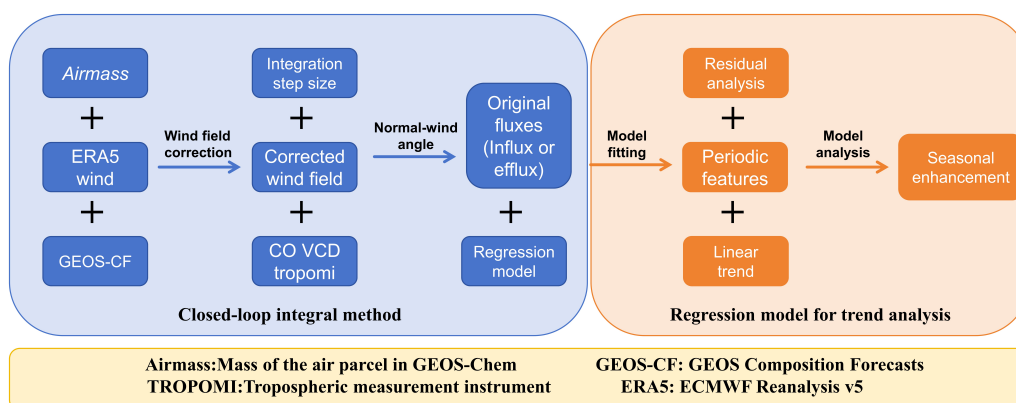 Airmass
+
ERA5
wind
+
GEOS-CF
Wind field
correction
Integration
step size
+
Corrected
wind field
+
CO VCD
tropomi
Normal-wind
angle
Original
fluxes
(Influx or
efflux)
+
Regression
model
Closed-loop integral method
Model
fitting
Residual
analysis
+
Periodic
features
+
Linear
trend
Model
analysis
Seasonal
enhancement
Regression model for trend analysis
Airmass:Mass of the air parcel in GEOS-Chem GEOS-CF: GEOS Composition Forecasts
TROPOMI:Tropospheric measurement instrument ERA5: ECMWF Reanalysis v5